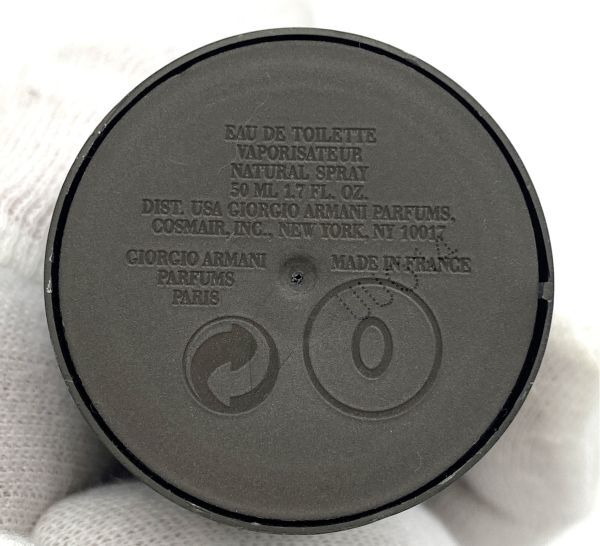 EAU DE TOILETTE
VAPORISATEUR
NATURAL SPRAY
50 ML 1.7 FL. OZ.
DIST. USA GIORGIO ARMANI PARFUMS,
COSMAIR, INC., NEW YORK, NY 10017
GIORGIO ARMANI
PARFUMS
PARIS
MADE IN FRANCE
0